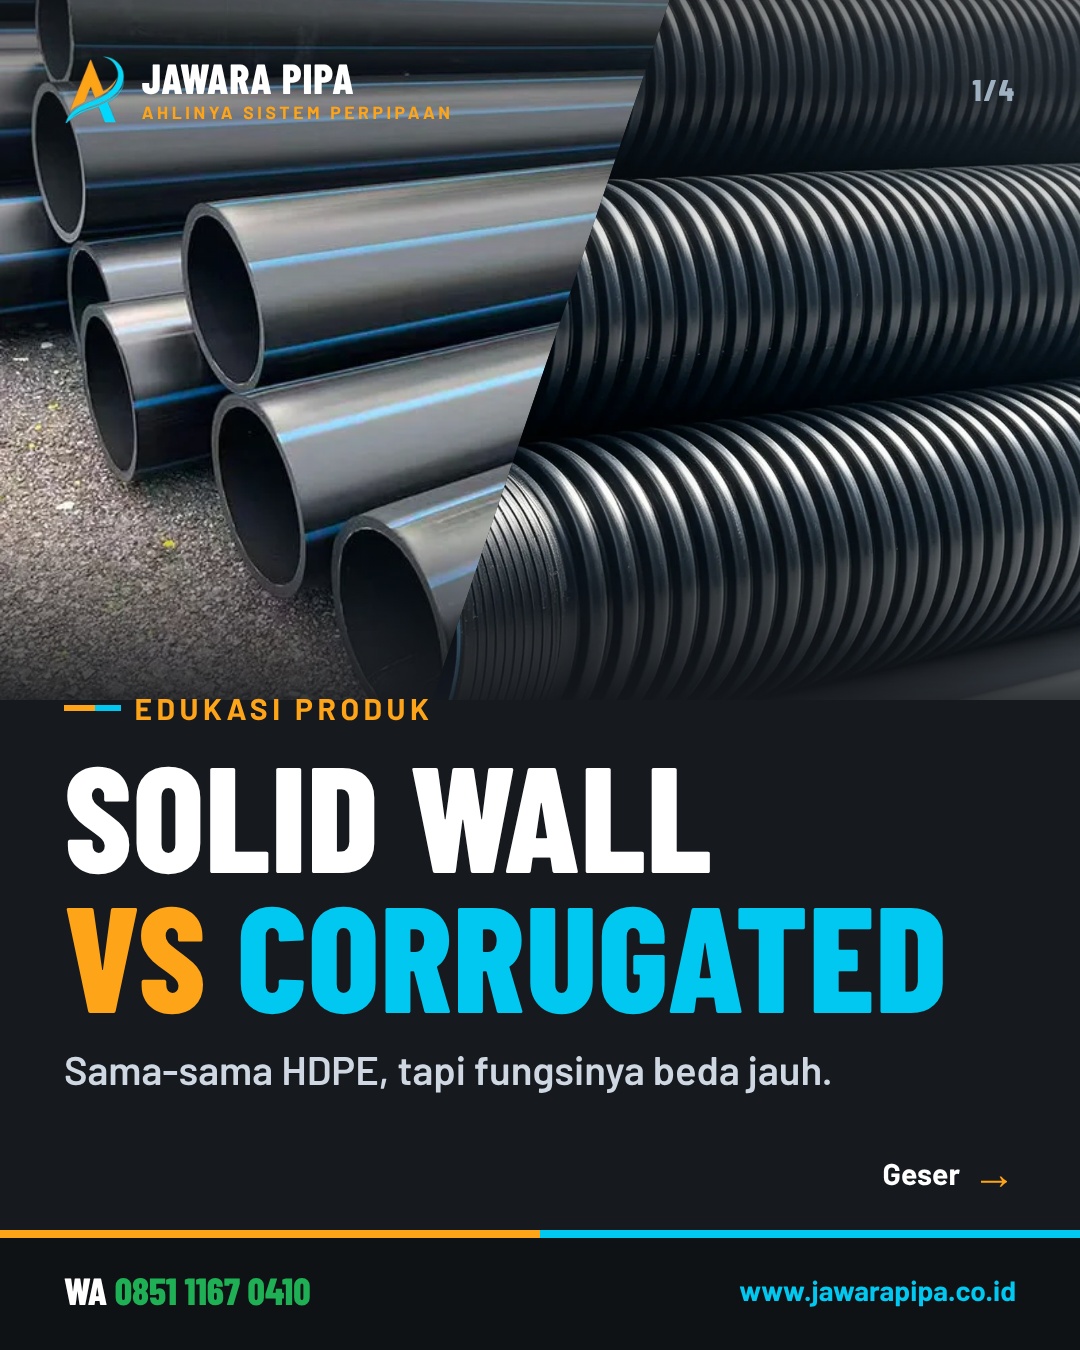 JAWARA PIPA
AHLINYA SISTEM PERPIPAAN
1/4
EDUKASI PRODUK
SOLID WALL
VS CORRUGATED
Sama-sama HDPE, tapi fungsinya beda jauh.
Geser →
WA 0851 1167 0410
www.jawarapipa.co.id